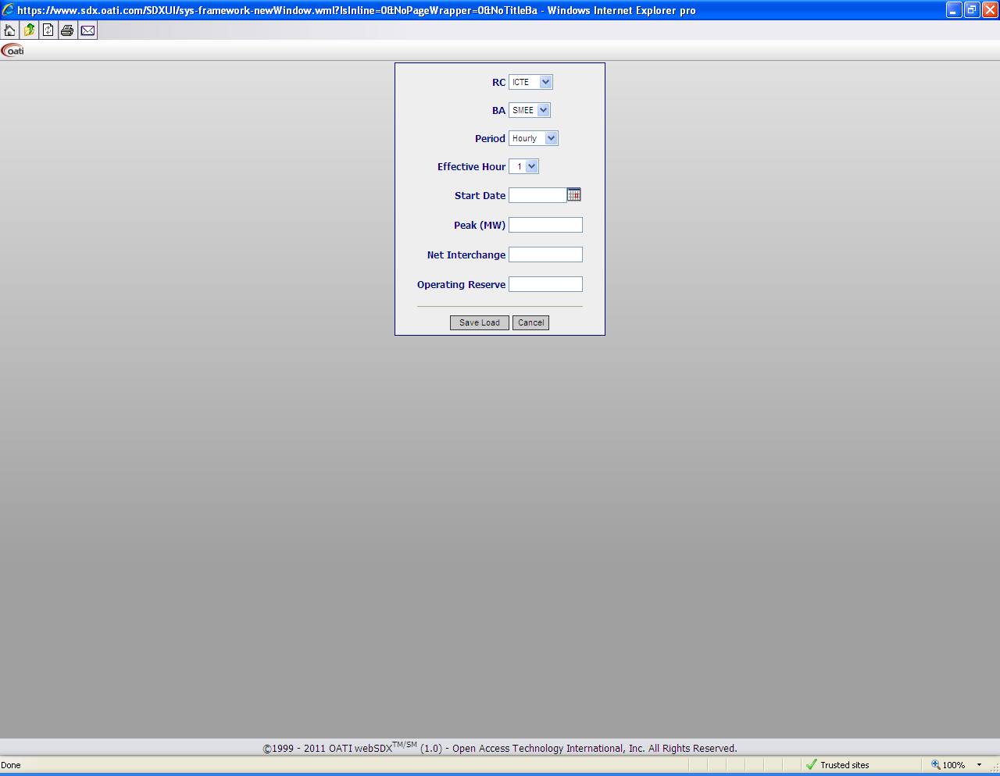 https://www.sdx.oati.com/SDXUI/sys-framework-newWindow.wml?IsInline=0&NoPageWrapper=0&NoTitleBa - Windows Internet Explorer pro
oati
RC ICTE
BA SMEE
Period Hourly
Effective Hour 1
Start Date
Peak (MW)
Net Interchange
Operating Reserve
Save Load Cancel
©1999 - 2011 OATI webSDXTM/SM (1.0) - Open Access Technology International, Inc. All Rights Reserved.
Done Trusted sites 100%